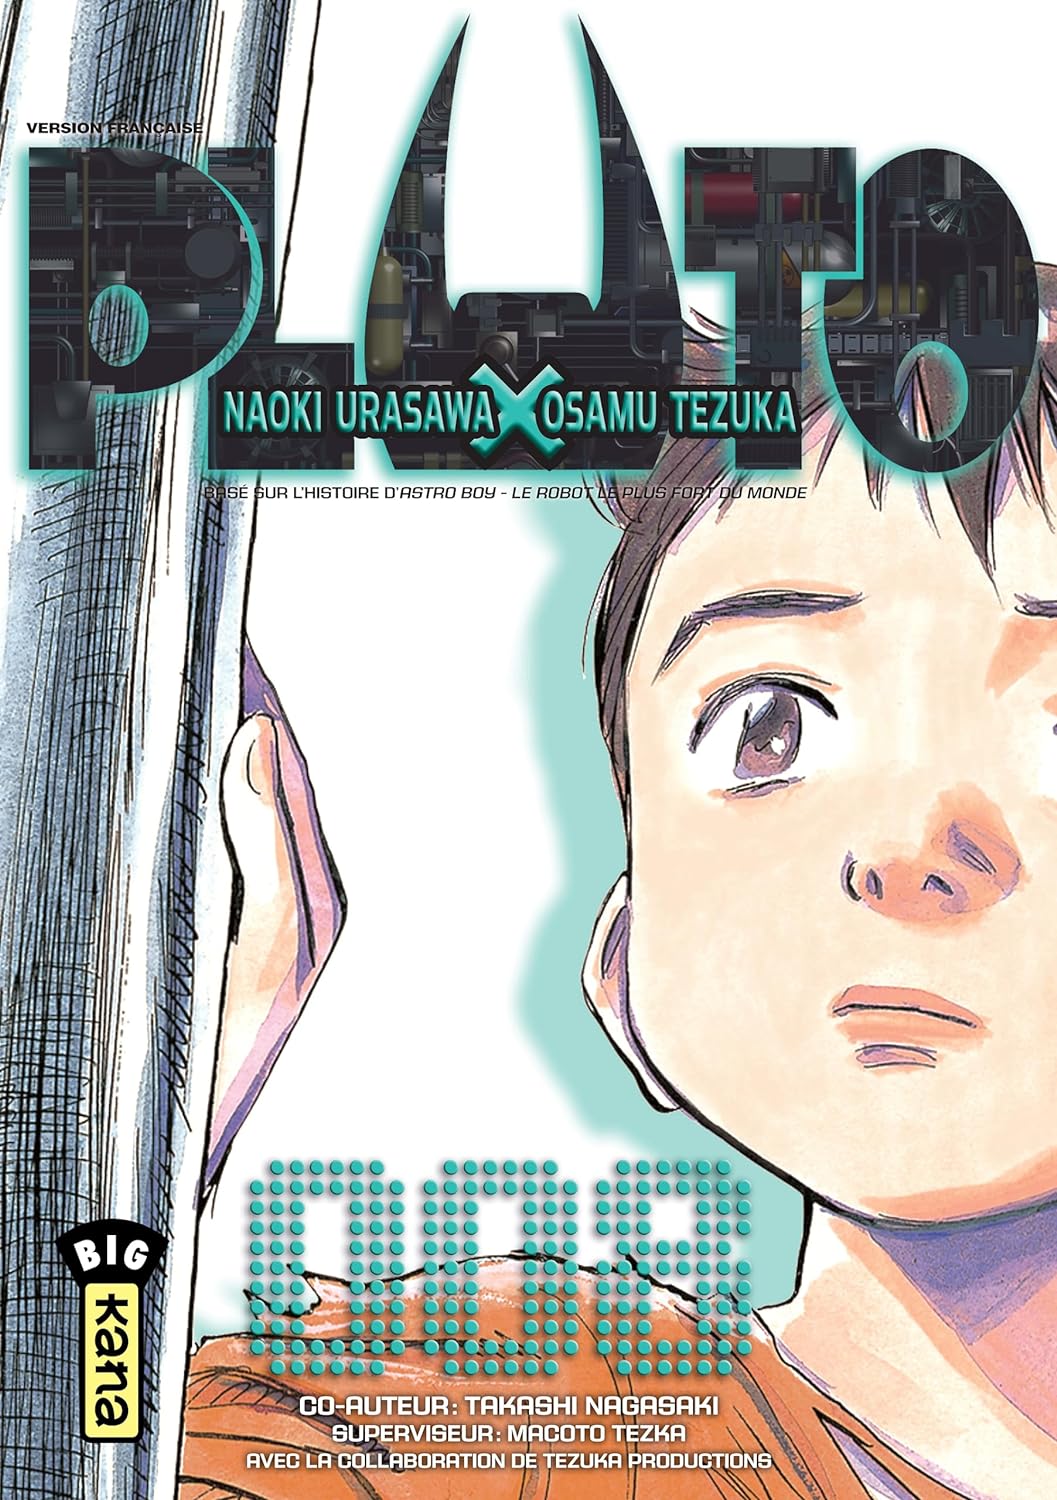 VERSION FRANÇAISE
PLUTO
NAOKI URASAWA X OSAMU TEZUKA
BASÉ SUR L'HISTOIRE D'ASTRO BOY - LE ROBOT LE PLUS FORT DU MONDE
008
BIG
kana
CO-AUTEUR : TAKASHI NAGASAKI
SUPERVISEUR : MACOTO TEZKA
AVEC LA COLLABORATION DE TEZUKA PRODUCTIONS